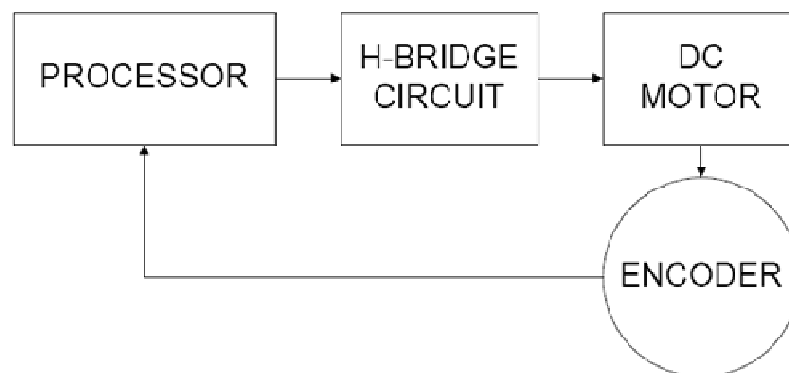 PROCESSOR
H-BRIDGE
CIRCUIT
DC
MOTOR
ENCODER